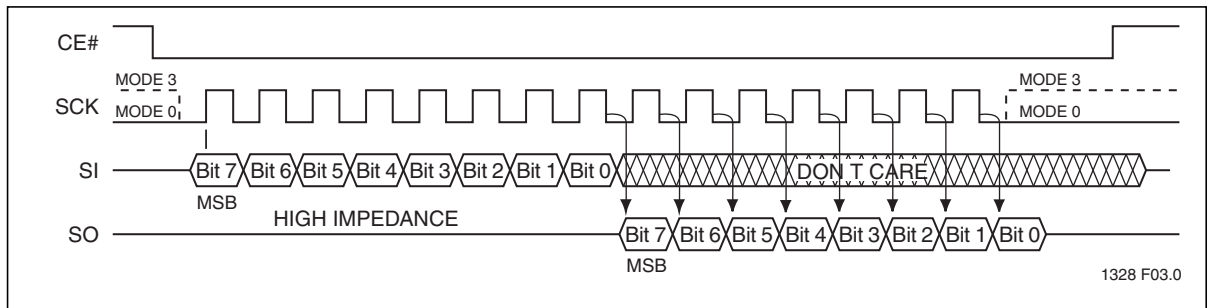 CE#
MODE 3
MODE 3
SCK
MODE 0
MODE 0
SI
Bit 7 Bit 6 Bit 5 Bit 4 Bit 3 Bit 2 Bit 1 Bit 0
DON T CARE
MSB
HIGH IMPEDANCE
SO
Bit 7 Bit 6 Bit 5 Bit 4 Bit 3 Bit 2 Bit 1 Bit 0
MSB
1328 F03.0